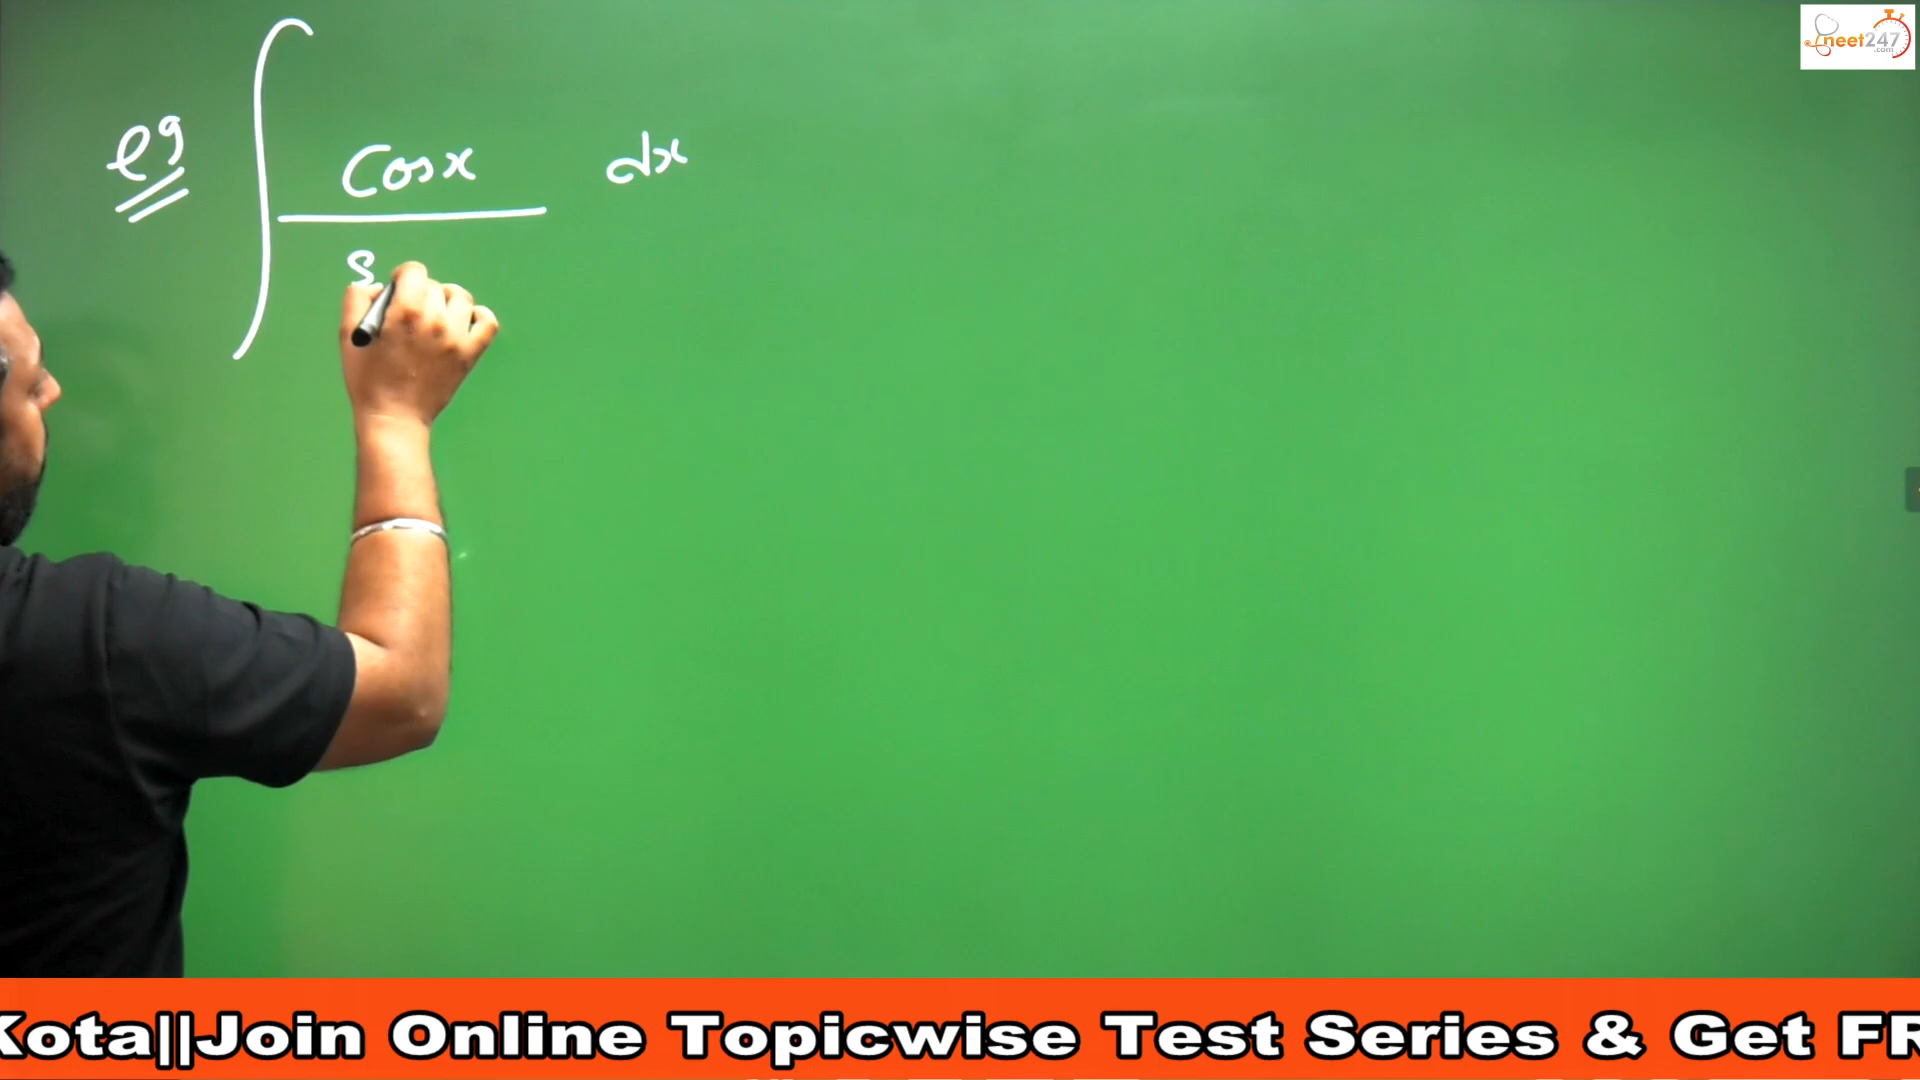 eg ∫ Cosx dx
S
neet247
.com
Kota||Join Online Topicwise Test Series & Get FR